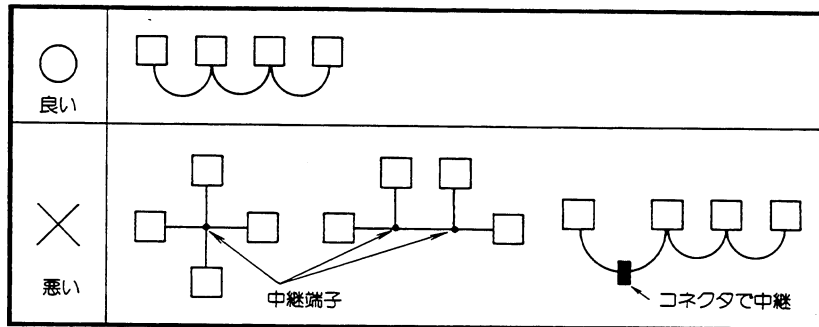 良い
悪い
中継端子
コネクタで中継